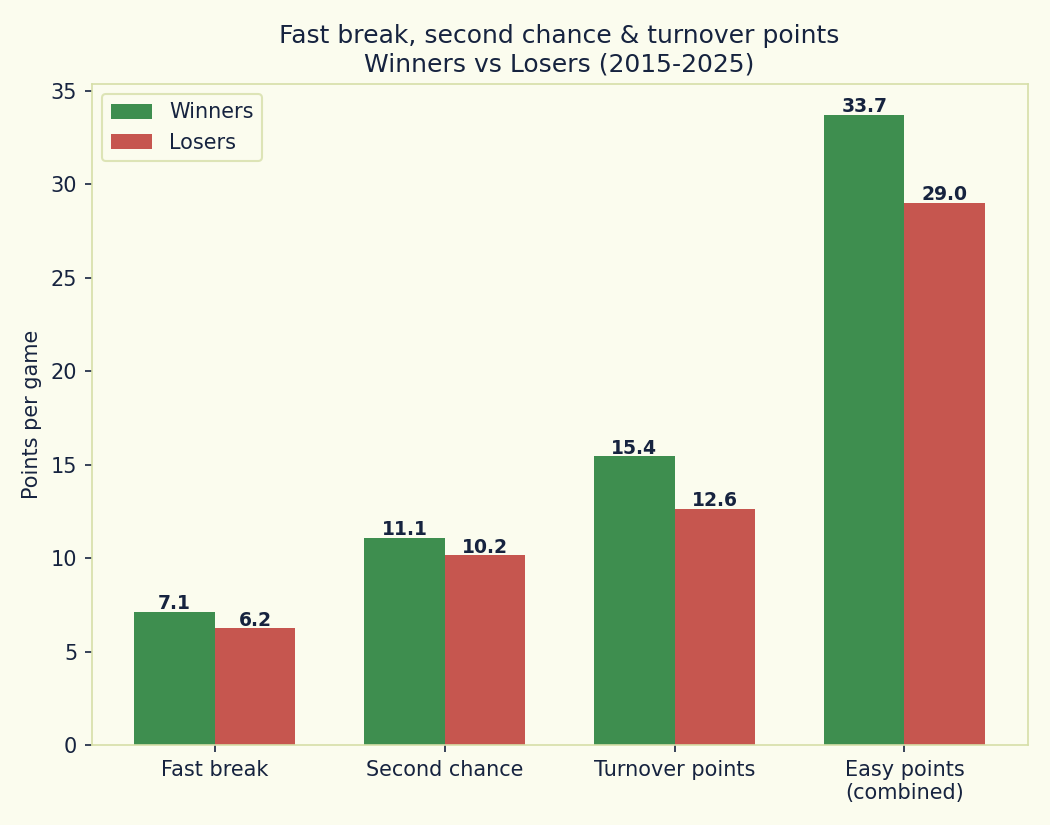 Fast break, second chance & turnover points
Winners vs Losers (2015-2025)
Winners
Losers
Points per game
35
30
25
20
15
10
5
0
7.1
6.2
11.1
10.2
15.4
12.6
33.7
29.0
Fast break
Second chance
Turnover points
Easy points
(combined)